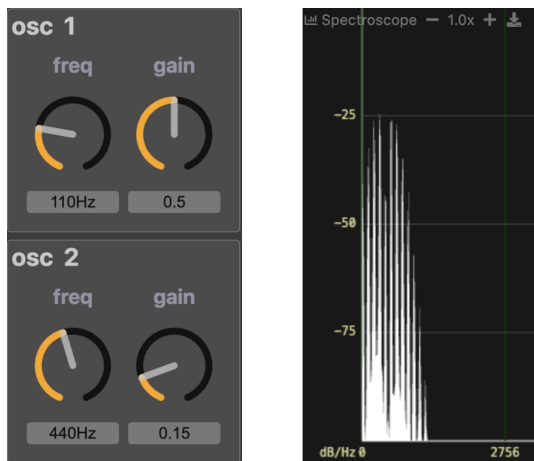 osc 1
freq gain
110Hz 0.5
osc 2
freq gain
440Hz 0.15
Spectroscope − 1.0x +
−25
−50
−75
dB/Hz 0 2756